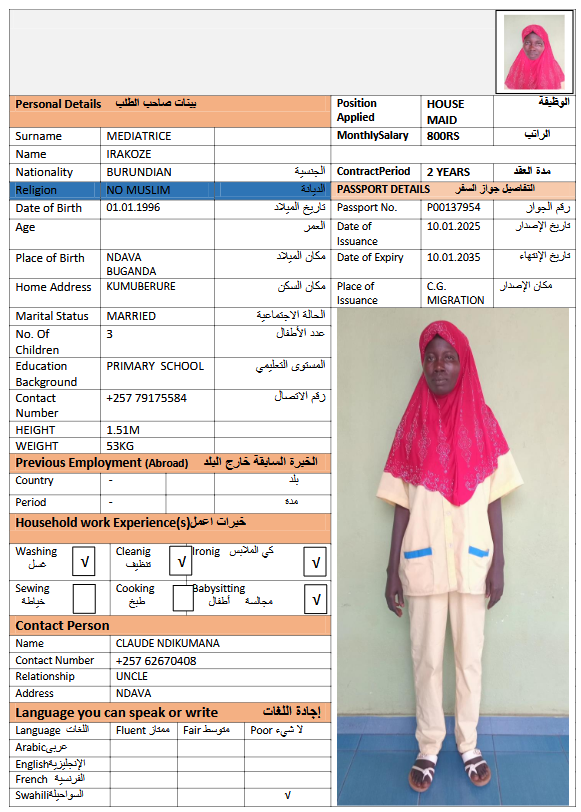 Personal Details بينات صاحب الطلب
Surname MEDIATRICE
Name IRAKOZE
Nationality BURUNDIAN الجنسية
Religion NO MUSLIM الديانة
Date of Birth 01.01.1996 تاريخ الميلاد
Age العمر
Place of Birth NDAVA BUGANDA مكان الميلاد
Home Address KUMUBERURE مكان السكن
Marital Status MARRIED الحالة الاجتماعية
No. Of Children 3 عدد الأطفال
Education Background PRIMARY SCHOOL المستوى التعليمي
Contact Number +257 79175584 رقم الاتصال
HEIGHT 1.51M
WEIGHT 53KG
Previous Employment (Abroad) الخبرة السابقة خارج البلد
Country - بلد
Period - مدة
Household work Experience(s) خبرات اعمل
Washing غسل √ Cleanig تنظيف √ Ironig كي الملابس √
Sewing خياطة Cooking طبخ Babysitting مجالسة أطفال √
Contact Person
Name CLAUDE NDIKUMANA
Contact Number +257 62670408
Relationship UNCLE
Address NDAVA
Language you can speak or write إجادة اللغات
Language اللغات Fluent ممتاز Fair متوسط Poor لا شيء
Arabic عربى
English الإنجليزية
French الفرنسية
Swahili السواحيلة √
Position Applied HOUSE MAID الوظيفة
MonthlySalary 800RS الراتب
ContractPeriod 2 YEARS مدة العقد
PASSPORT DETAILS التفاصيل جواز السفر
Passport No. P00137954 رقم الجواز
Date of Issuance 10.01.2025 تاريخ الإصدار
Date of Expiry 10.01.2035 تاريخ الإنتهاء
Place of Issuance C.G. MIGRATION مكان الإصدار